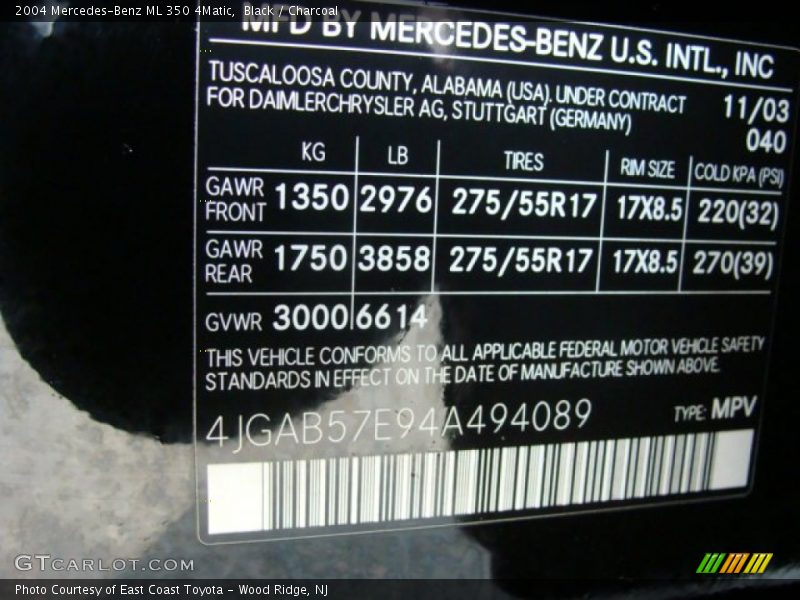 2004 Mercedes-Benz ML 350 4Matic, Black / Charcoal
MFD BY MERCEDES-BENZ U.S. INTL., INC
TUSCALOOSA COUNTY, ALABAMA (USA). UNDER CONTRACT
FOR DAIMLERCHRYSLER AG, STUTTGART (GERMANY)
11/03
040
KG LB TIRES RIM SIZE COLD KPA (PSI)
GAWR FRONT 1350 2976 275/55R17 17X8.5 220(32)
GAWR REAR 1750 3858 275/55R17 17X8.5 270(39)
GVWR 3000 6614
THIS VEHICLE CONFORMS TO ALL APPLICABLE FEDERAL MOTOR VEHICLE SAFETY
STANDARDS IN EFFECT ON THE DATE OF MANUFACTURE SHOWN ABOVE.
4JGAB57E94A494089 TYPE: MPV
GTCARLOT.COM
Photo Courtesy of East Coast Toyota - Wood Ridge, NJ